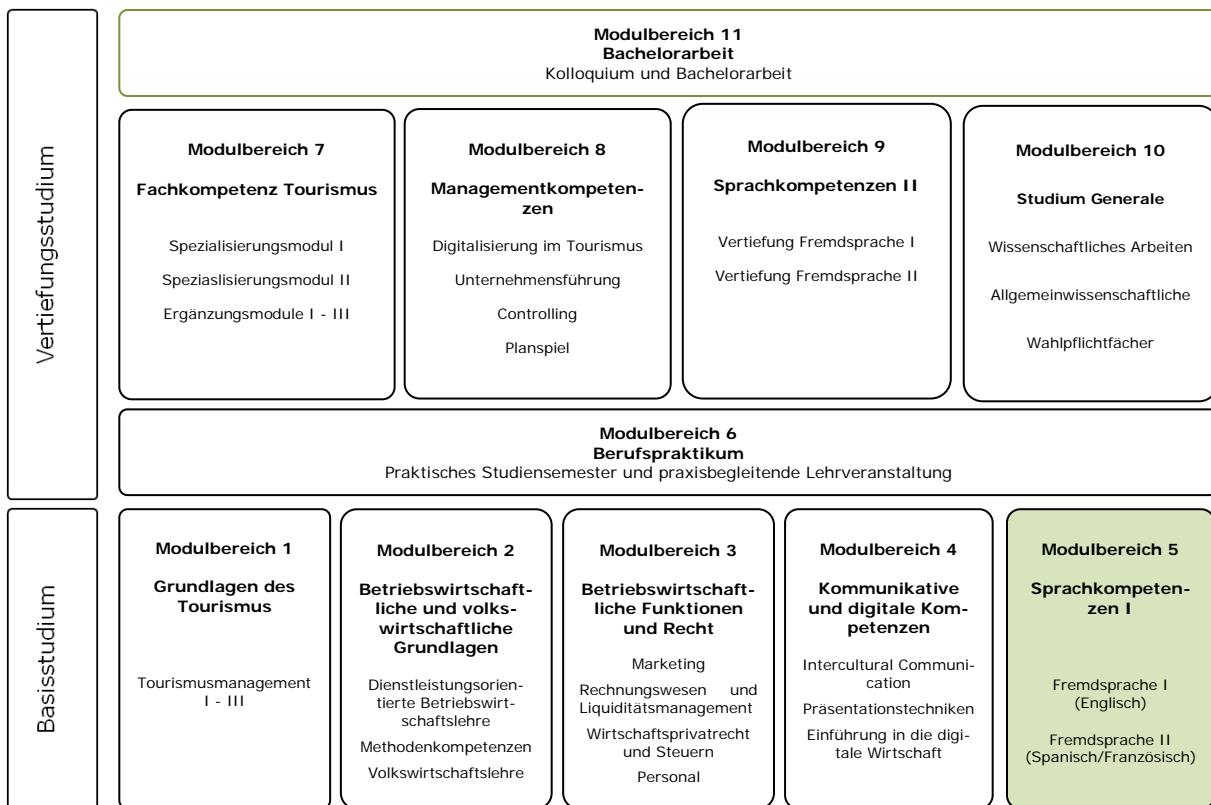 Vertiefungsstudium
Modulbereich 11
Bachelorarbeit
Kolloquium und Bachelorarbeit
Modulbereich 7
Fachkompetenz Tourismus
Spezialisierungsmodul I
Speziaslisierungsmodul II
Ergänzungsmodule I - III
Modulbereich 8
Managementkompeten-
zen
Digitalisierung im Tourismus
Unternehmensführung
Controlling
Planspiel
Modulbereich 9
Sprachkompetenzen II
Vertiefung Fremdsprache I
Vertiefung Fremdsprache II
Modulbereich 10
Studium Generale
Wissenschaftliches Arbeiten
Allgemeinwissenschaftliche
Wahlpflichtfächer
Modulbereich 6
Berufspraktikum
Praktisches Studiensemester und praxisbegleitende Lehrveranstaltung
Basisstudium
Modulbereich 1
Grundlagen des
Tourismus
Tourismusmanagement
I - III
Modulbereich 2
Betriebswirtschaft-
liche und volks-
wirtschaftliche
Grundlagen
Dienstleistungsorien-
tierte Betriebswirt-
schaftslehre
Methodenkompetenzen
Volkswirtschaftslehre
Modulbereich 3
Betriebswirtschaft-
liche Funktionen
und Recht
Marketing
Rechnungswesen und
Liquiditätsmanagement
Wirtschaftsprivatrecht
und Steuern
Personal
Modulbereich 4
Kommunikative
und digitale Kom-
petenzen
Intercultural Communi-
cation
Präsentationstechniken
Einführung in die digi-
tale Wirtschaft
Modulbereich 5
Sprachkompeten-
zen I
Fremdsprache I
(Englisch)
Fremdsprache II
(Spanisch/Französisch)